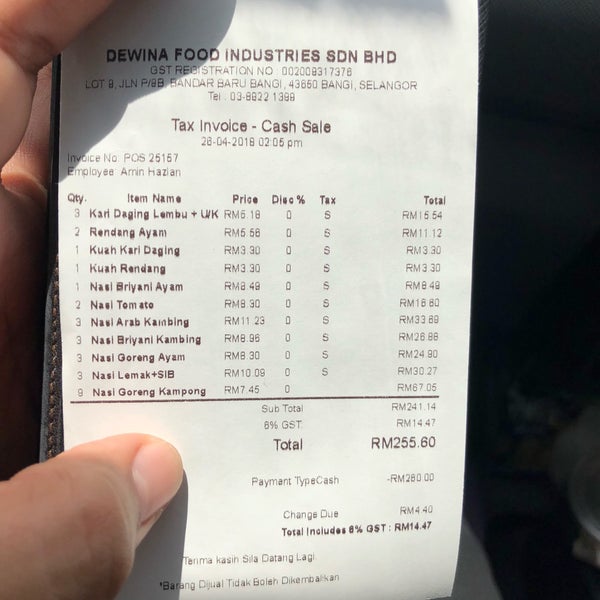 DEWINA FOOD INDUSTRIES SDN BHD
GST REGISTRATION NO 002008317376
LOT 9, JLN P/9B, BANDAR BARU BANGI, 43650 BANGI, SELANGOR
Tel : 03-8922 1398
Tax Invoice - Cash Sale
26-04-2018 02:05 pm
Invoice No: POS 25157
Employee: Amin Hazlan
Qty. Item Name Price Disc % Tax Total
3 Kari Daging Lembu + U/K RM5.18 0 S RM15.54
2 Rendang Ayam RM5.56 0 S RM11.12
1 Kuah Kari Daging RM3.30 0 S RM3.30
1 Kuah Rendang RM3.30 0 S RM3.30
1 Nasi Briyani Ayam RM8.49 0 S RM8.49
2 Nasi Tomato RM8.30 0 S RM16.60
3 Nasi Arab Kambing RM11.23 0 S RM33.69
3 Nasi Briyani Kambing RM8.96 0 S RM26.88
3 Nasi Goreng Ayam RM8.30 0 S RM24.90
3 Nasi Lemak+SIB RM10.09 0 S RM30.27
9 Nasi Goreng Kampong RM7.45 0 RM67.05
Sub Total RM241.14
6% GST RM14.47
Total RM255.60
Payment TypeCash -RM260.00
Change Due RM4.40
Total Includes 6% GST : RM14.47
Terima kasih Sila Datang Lagi.
*Barang Dijual Tidak Boleh Dikembalikan